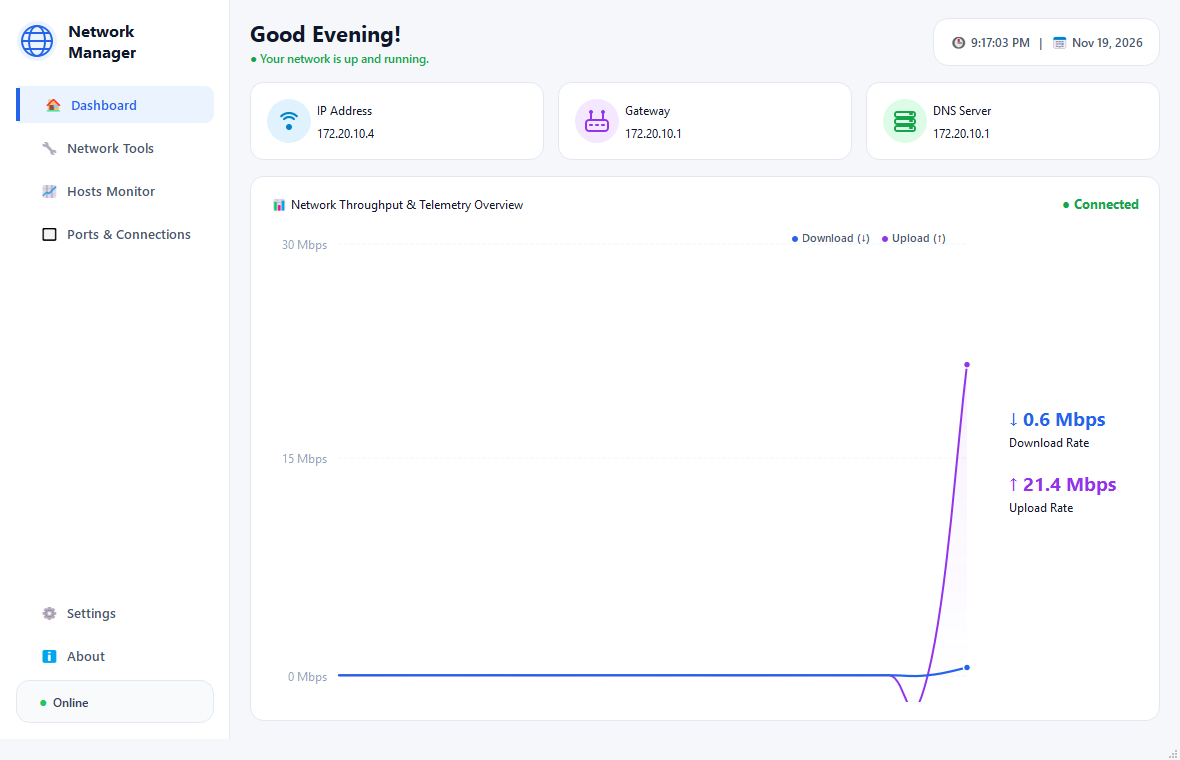 Network
Manager
Dashboard
Network Tools
Hosts Monitor
Ports & Connections
Settings
About
● Online
Good Evening!
● Your network is up and running.
9:17:03 PM | Nov 19, 2026
IP Address
172.20.10.4
Gateway
172.20.10.1
DNS Server
172.20.10.1
Network Throughput & Telemetry Overview
● Connected
● Download (↓) ● Upload (↑)
30 Mbps
15 Mbps
0 Mbps
↓ 0.6 Mbps
Download Rate
↑ 21.4 Mbps
Upload Rate